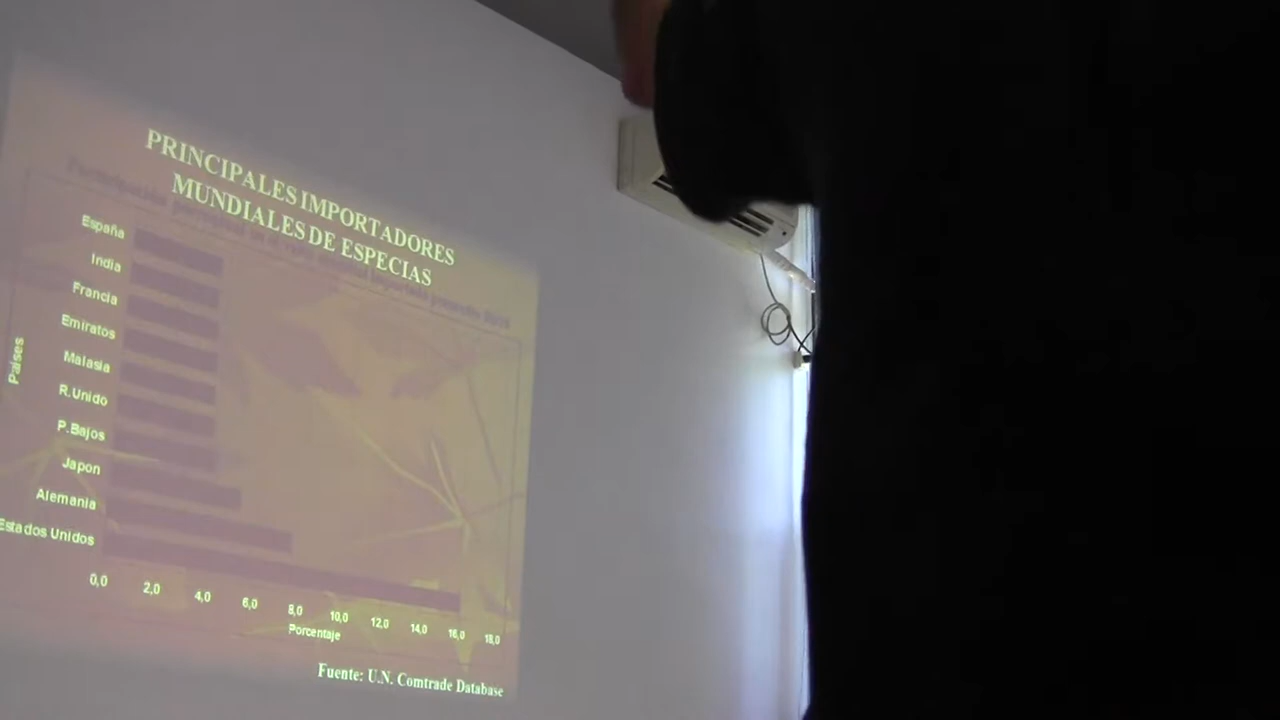 PRINCIPALES IMPORTADORES
MUNDIALES DE ESPECIAS
España
India
Francia
Emiratos
Malasia
R.Unido
P.Bajos
Japon
Alemania
Estados Unidos
Países
0,0 2,0 4,0 6,0 8,0 10,0 12,0 14,0 16,0 18,0
Porcentaje
Fuente: U.N. Comtrade Database